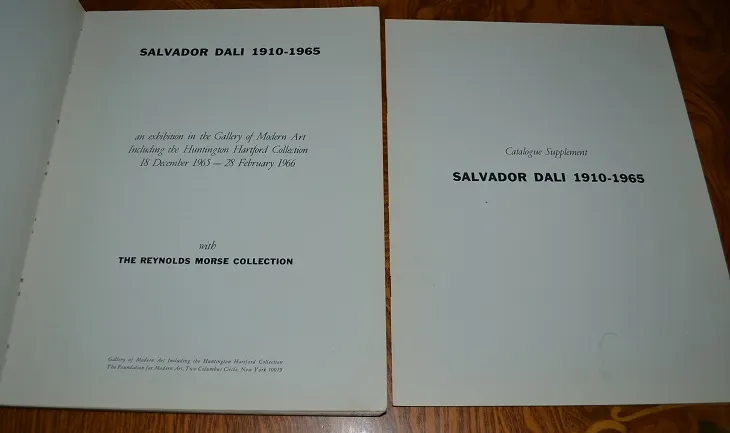 SALVADOR DALI 1910-1965
an exhibition in the Gallery of Modern Art
Including the Huntington Hartford Collection
18 December 1965 — 28 February 1966
with
THE REYNOLDS MORSE COLLECTION
Gallery of Modern Art Including the Huntington Hartford Collection
The Foundation for Modern Art, Two Columbus Circle, New York 10019
Catalogue Supplement
SALVADOR DALI 1910-1965